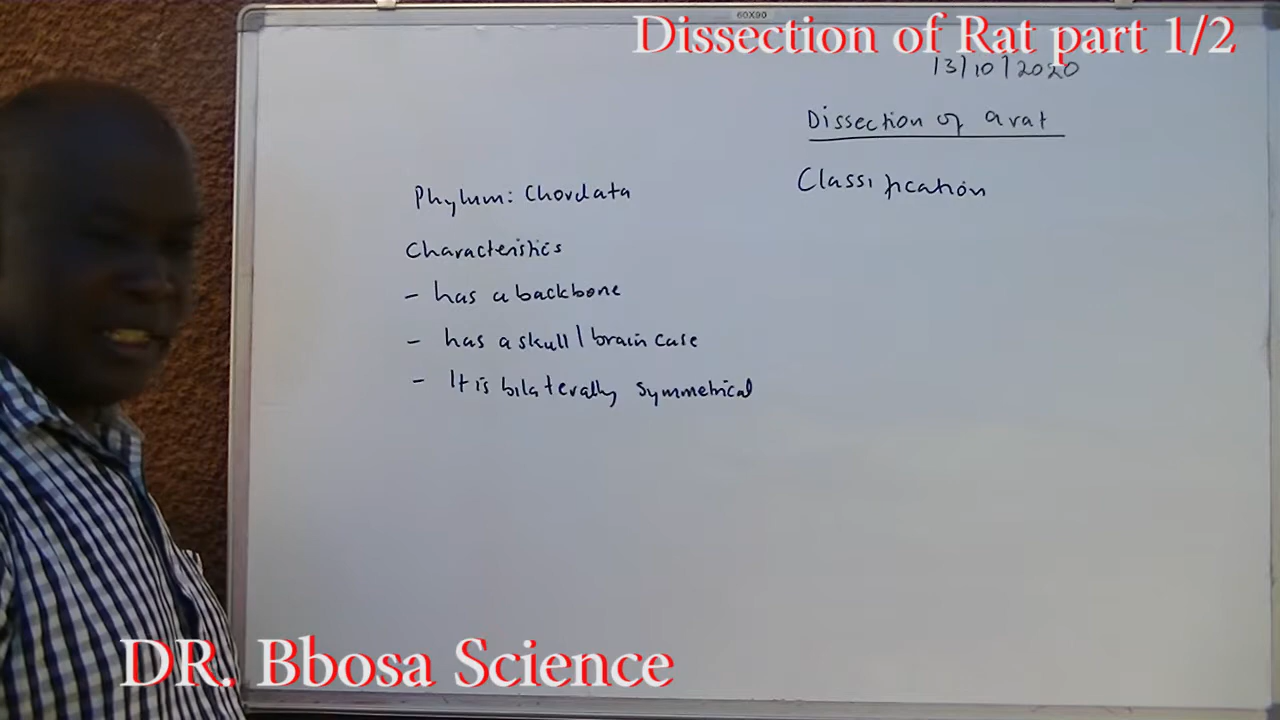 60X90
Dissection of Rat part 1/2
13/10/2020
Dissection of a rat
Classification
Phylum: Chordata
Characteristics
- has a backbone
- has a skull/brain case
- It is bilaterally symmetrical
DR. Bbosa Science